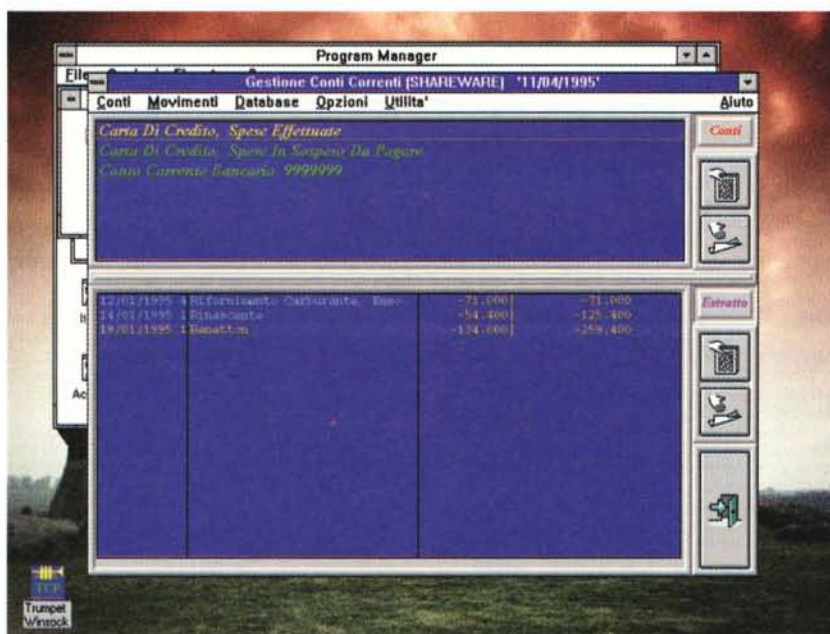 Program Manager
File
Gestione Conti Correnti [SHAREWARE] '11/04/1995'
Conti Movimenti Database Opzioni Utilita' Aiuto
Carta Di Credito, Spese Effettuate
Conti
Carta Di Credito, Spese In Sospeso Da Pagare
Conto Corrente Bancario 9999999
Estratto
12/01/1995 4 Rifornimento Carburante, Esso -71.000 -71.000
14/01/1995 1 Rinascente -54.400 -125.400
19/01/1995 1 Benetton -134.000 -259.400
Ac
TCP
Trumpet
Winsock